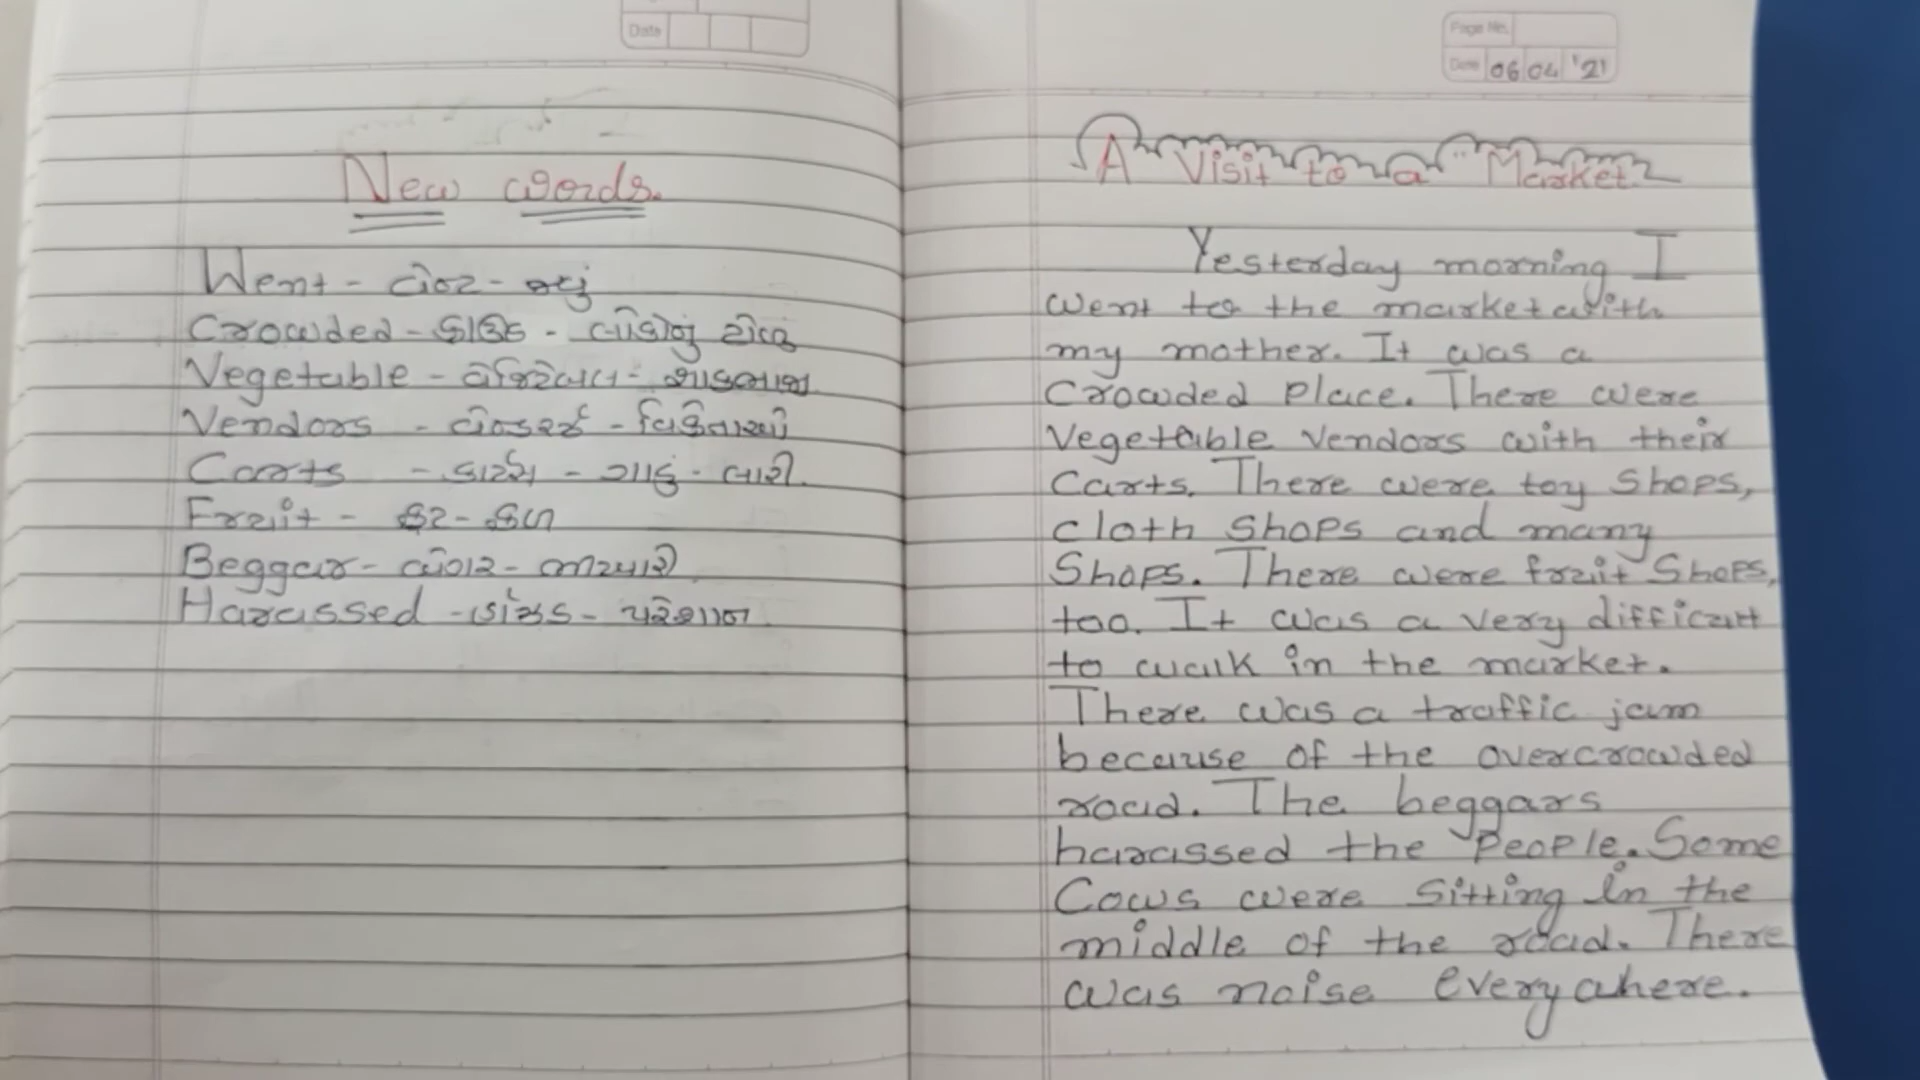 Date
New words.
Went - વેન્ટ - જવું
Crowded - ક્રાઉડ - લોકોનું ટોળું
Vegetable - વેજિટેબલ - શાકભાજી
Vendors - વેન્ડર્સ - વિક્રેતાઓ
Carts - કાર્ટસ - ગાડું - લારી.
Fruit - ફ્રુટ - ફળ
Beggar - બેગર - ભિખારી
Harassed - હેરેસ્ડ - પરેશાન
Page No.
Date 06 04 '21
A Visit to a Market
Yesterday morning I
went to the market with
my mother. It was a
Crowded Place. There were
Vegetable Vendors with their
Carts. There were toy Shops,
cloth Shops and many
Shops. There were fruit Shops,
too. It was a very difficult
to walk in the market.
There was a traffic jam
because of the overcrowded
road. The beggars
harassed the People. Some
Cows were Sitting in the
middle of the road. There
was noise everywhere.